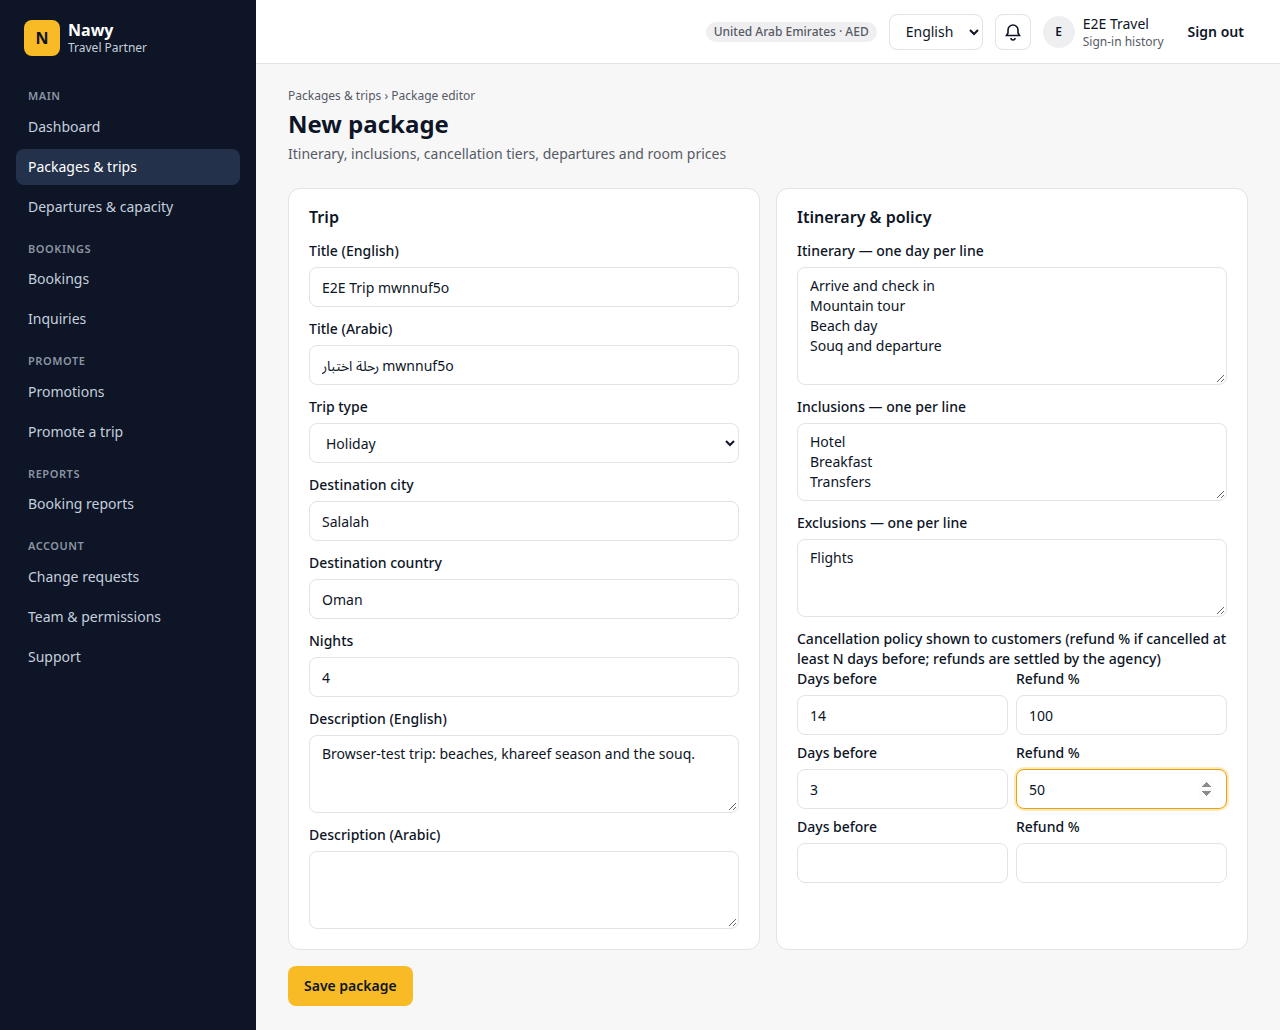 N
Nawy
Travel Partner
MAIN
Dashboard
Packages & trips
Departures & capacity
BOOKINGS
Bookings
Inquiries
PROMOTE
Promotions
Promote a trip
REPORTS
Booking reports
ACCOUNT
Change requests
Team & permissions
Support
United Arab Emirates · AED
English
E
E2E Travel
Sign-in history
Sign out
Packages & trips › Package editor
New package
Itinerary, inclusions, cancellation tiers, departures and room prices
Trip
Title (English)
E2E Trip mwnnuf5o
Title (Arabic)
رحلة اختبار mwnnuf5o
Trip type
Holiday
Destination city
Salalah
Destination country
Oman
Nights
4
Description (English)
Browser-test trip: beaches, khareef season and the souq.
Description (Arabic)
Save package
Itinerary & policy
Itinerary — one day per line
Arrive and check in
Mountain tour
Beach day
Souq and departure
Inclusions — one per line
Hotel
Breakfast
Transfers
Exclusions — one per line
Flights
Cancellation policy shown to customers (refund % if cancelled at
least N days before; refunds are settled by the agency)
Days before Refund %
14 100
Days before Refund %
3 50
Days before Refund %